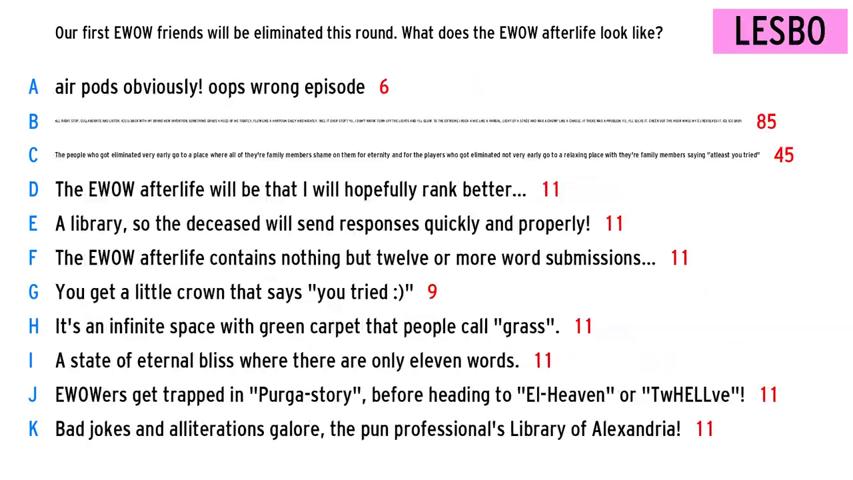 Our first EWOW friends will be eliminated this round. What does the EWOW afterlife look like?
LESBO
A air pods obviously! oops wrong episode 6
B 85
C The people who got eliminated very early go to a place where all of they're family members shame on them for eternity and for the players who got eliminated not very early go to a relaxing place with they're family members saying "atleast you tried" 45
D The EWOW afterlife will be that I will hopefully rank better... 11
E A library, so the deceased will send responses quickly and properly! 11
F The EWOW afterlife contains nothing but twelve or more word submissions... 11
G You get a little crown that says "you tried :)" 9
H It's an infinite space with green carpet that people call "grass". 11
I A state of eternal bliss where there are only eleven words. 11
J EWOWers get trapped in "Purga-story", before heading to "El-Heaven" or "TwHELLve"! 11
K Bad jokes and alliterations galore, the pun professional's Library of Alexandria! 11